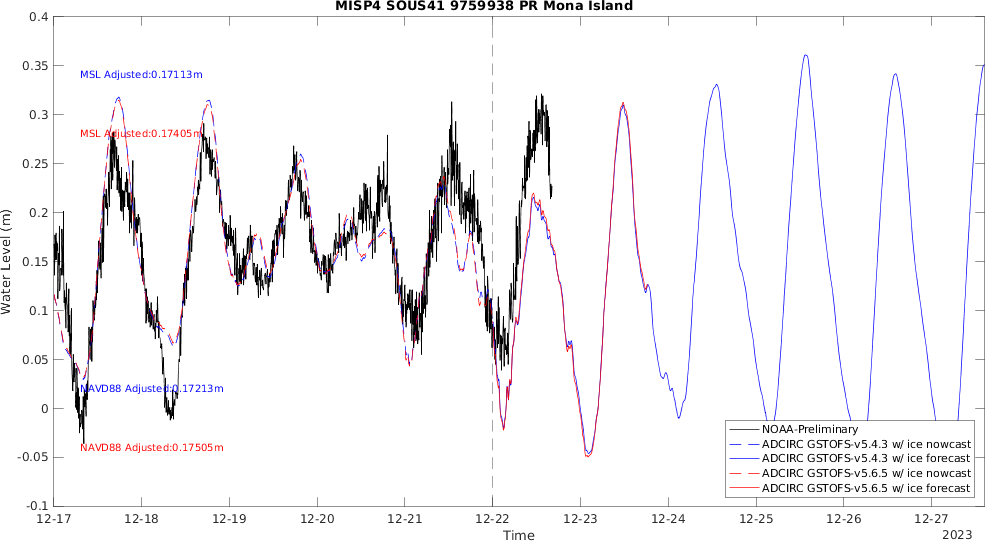 MISP4 SOUS41 9759938 PR Mona Island
Water Level (m)
0.4
0.35
0.3
0.25
0.2
0.15
0.1
0.05
0
-0.05
-0.1
MSL Adjusted:0.17113m
MSL Adjusted:0.17405m
NAVD88 Adjusted:0.17213m
NAVD88 Adjusted:0.17505m
NOAA-Preliminary
ADCIRC GSTOFS-v5.4.3 w/ ice nowcast
ADCIRC GSTOFS-v5.4.3 w/ ice forecast
ADCIRC GSTOFS-v5.6.5 w/ ice nowcast
ADCIRC GSTOFS-v5.6.5 w/ ice forecast
12-17 12-18 12-19 12-20 12-21 12-22 12-23 12-24 12-25 12-26 12-27
Time
2023